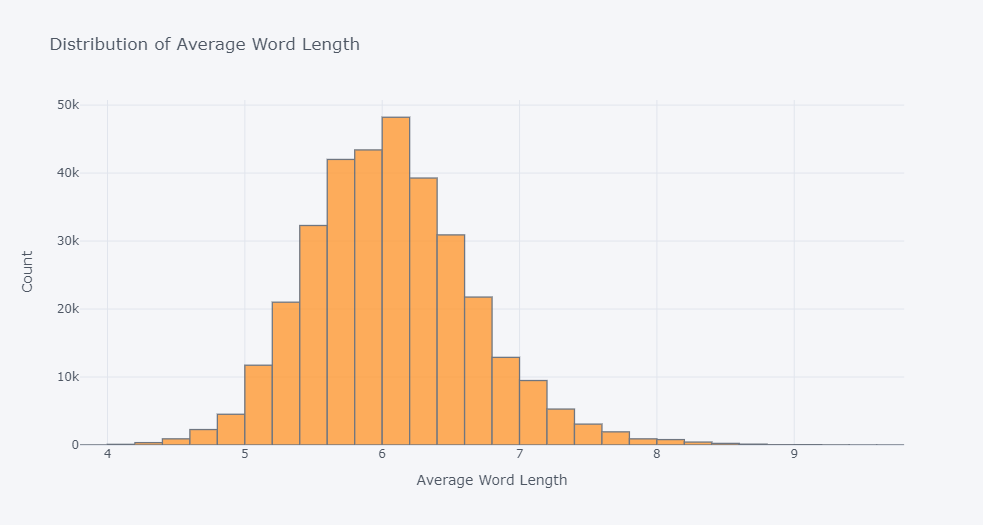 Distribution of Average Word Length
50k
40k
30k
20k
10k
0
Count
4 5 6 7 8 9
Average Word Length